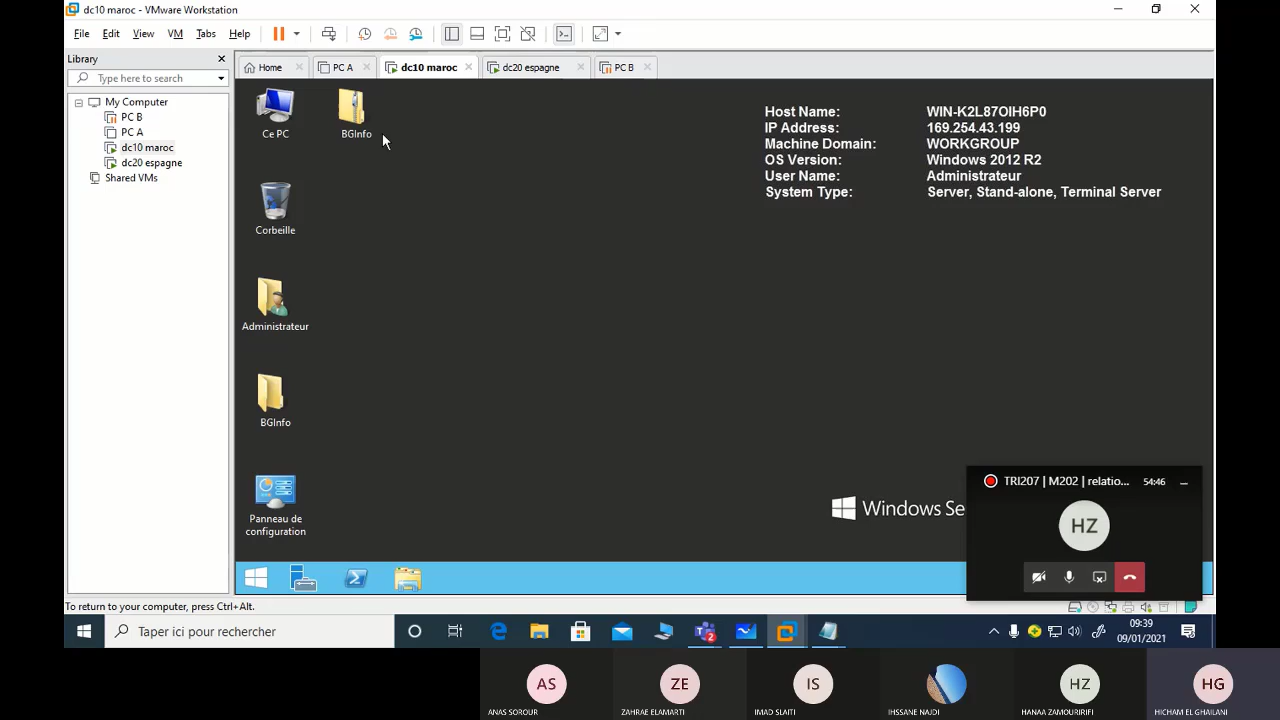 dc10 maroc - VMware Workstation
File Edit View VM Tabs Help
Library
Type here to search
My Computer
PC B
PC A
dc10 maroc
dc20 espagne
Shared VMs
Home
PC A
dc10 maroc
dc20 espagne
PC B
Ce PC
BGInfo
Corbeille
Administrateur
BGInfo
Panneau de
configuration
Host Name: WIN-K2L87OIH6P0
IP Address: 169.254.43.199
Machine Domain: WORKGROUP
OS Version: Windows 2012 R2
User Name: Administrateur
System Type: Server, Stand-alone, Terminal Server
Windows Se
TRI207 | M202 | relatio... 54:46
HZ
To return to your computer, press Ctrl+Alt.
Taper ici pour rechercher
2
09:39
09/01/2021
AS
ZE
IS
HZ
HG
ANAS SOROUR
ZAHRAE ELAMARTI
IMAD SLAITI
IHSSANE NAJDI
HANAA ZAMOURIRIFI
HICHAM EL GHAILANI